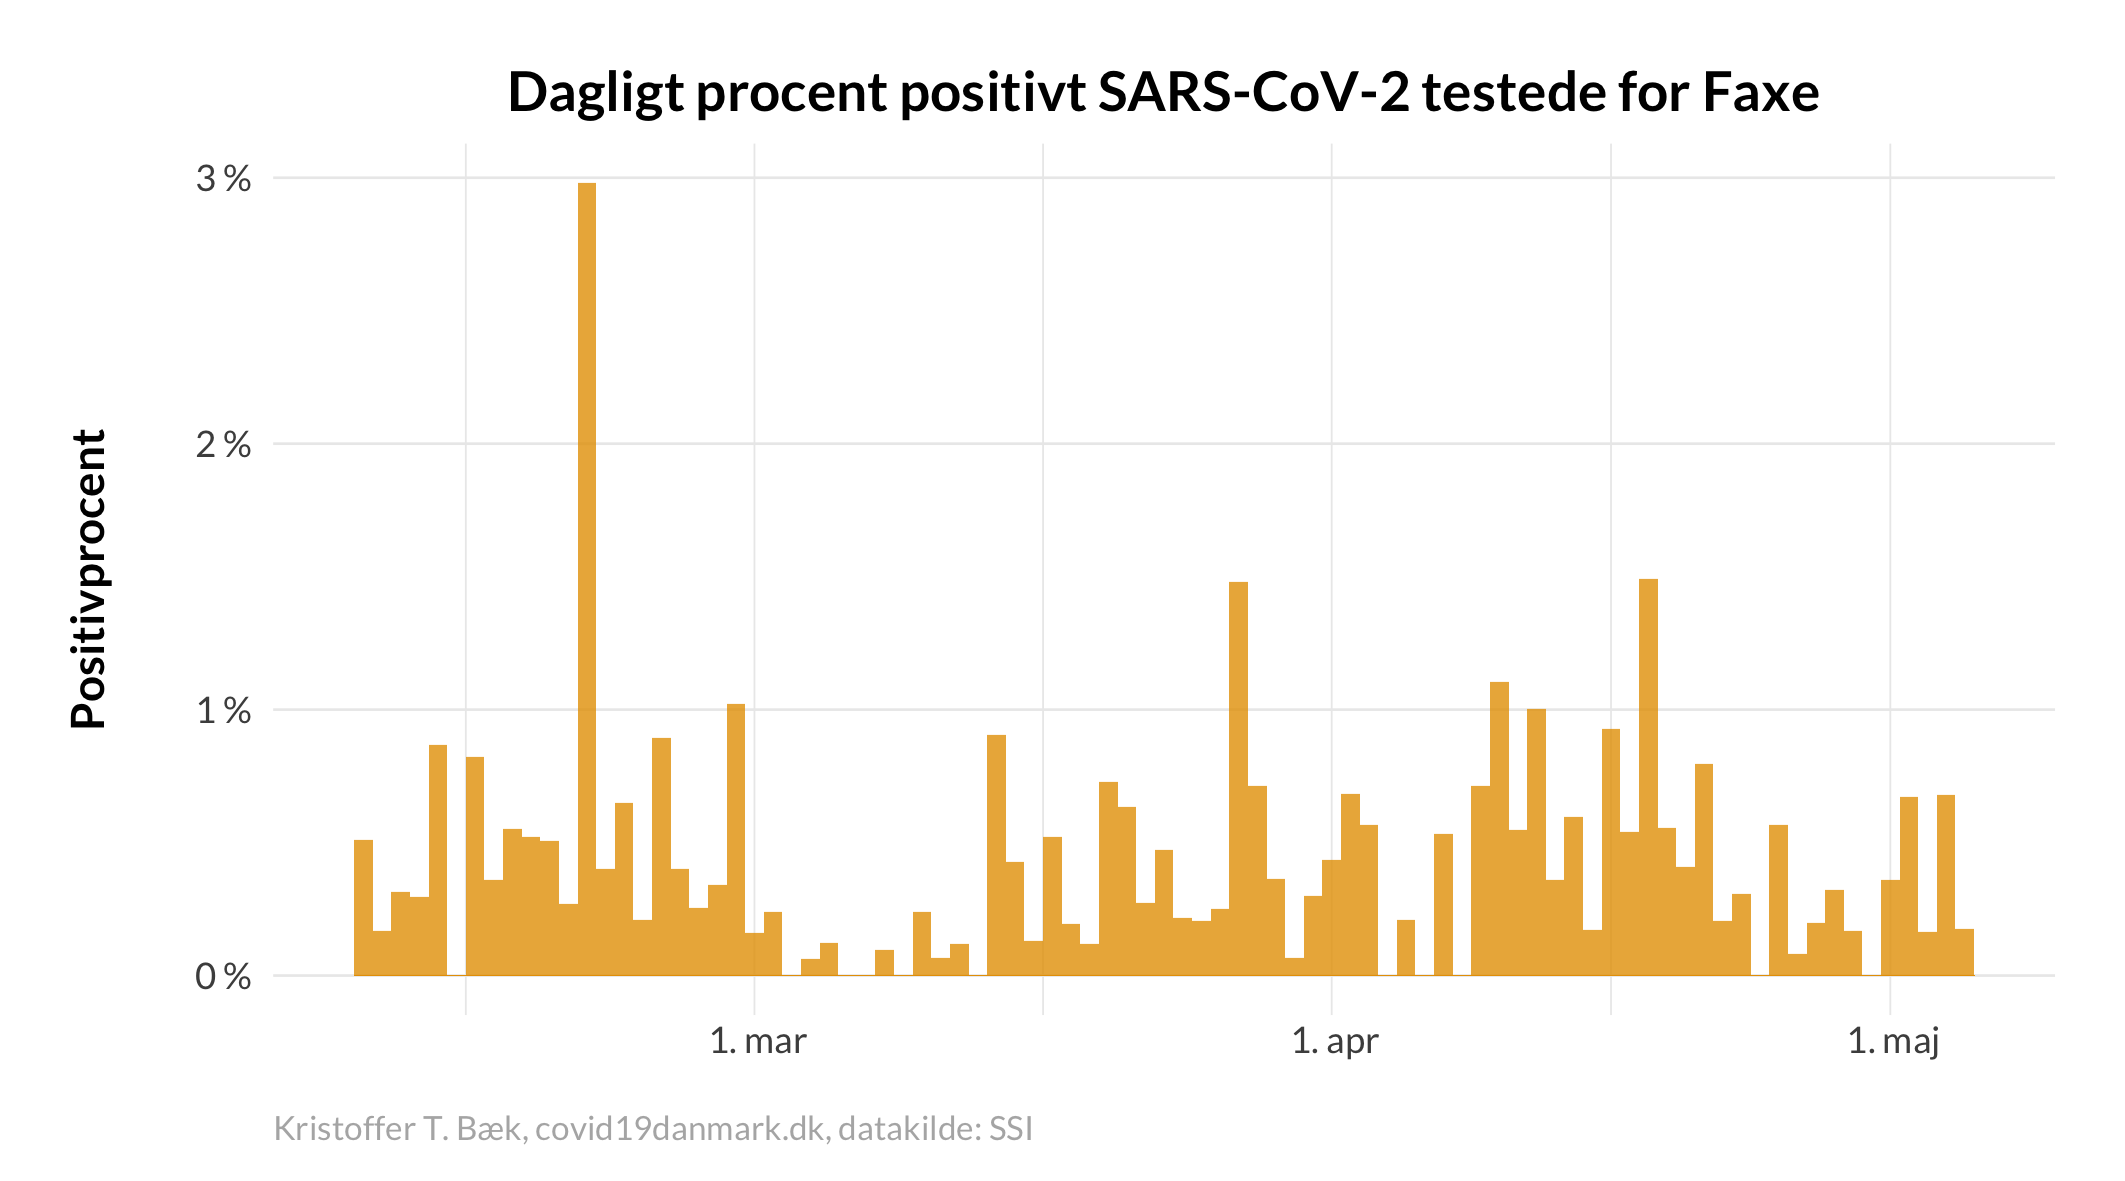 Dagligt procent positivt SARS-CoV-2 testede for Faxe
Positivprocent
3 %
2 %
1 %
0 %
1. mar
1. apr
1. maj
Kristoffer T. Bæk, covid19danmark.dk, datakilde: SSI